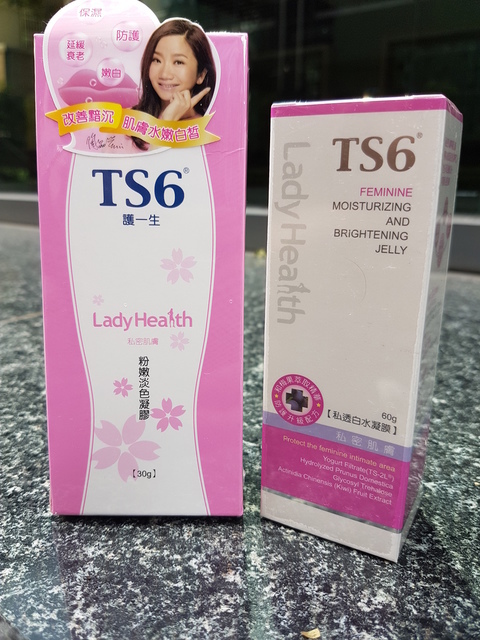 保濕
防護
延緩
衰老
嫩白
改善黯沉 肌膚水嫩白皙
TS6®
護一生
Lady Health
私密肌膚
粉嫩淡色凝膠
【30g】
TS6®
Lady Health
FEMININE
MOISTURIZING
AND
BRIGHTENING
JELLY
60g
【私透白水凝膜】
私密肌膚
Protect the feminine intimate area
Yogurt Filtrate(TS-2L®)
Hydrolyzed Prunus Domestica
Glycosyl Trehalose
Actinidia Chinensis (Kiwi) Fruit Extract